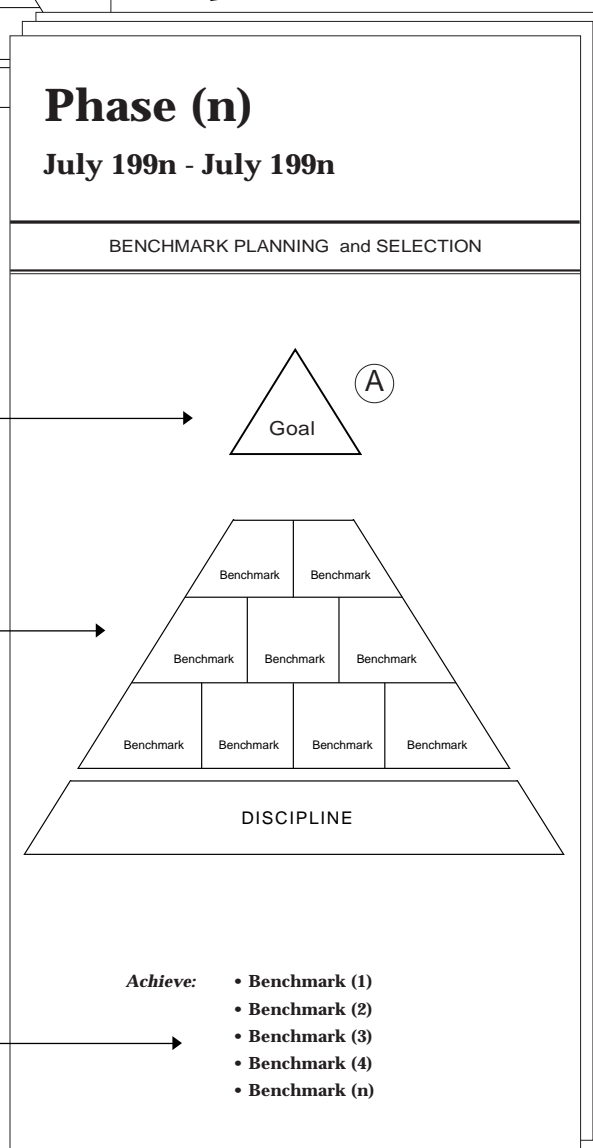 Phase (n)
July 199n - July 199n
BENCHMARK PLANNING and SELECTION
A
Goal
Benchmark Benchmark
Benchmark Benchmark Benchmark
Benchmark Benchmark Benchmark Benchmark
DISCIPLINE
Achieve: • Benchmark (1)
• Benchmark (2)
• Benchmark (3)
• Benchmark (4)
• Benchmark (n)